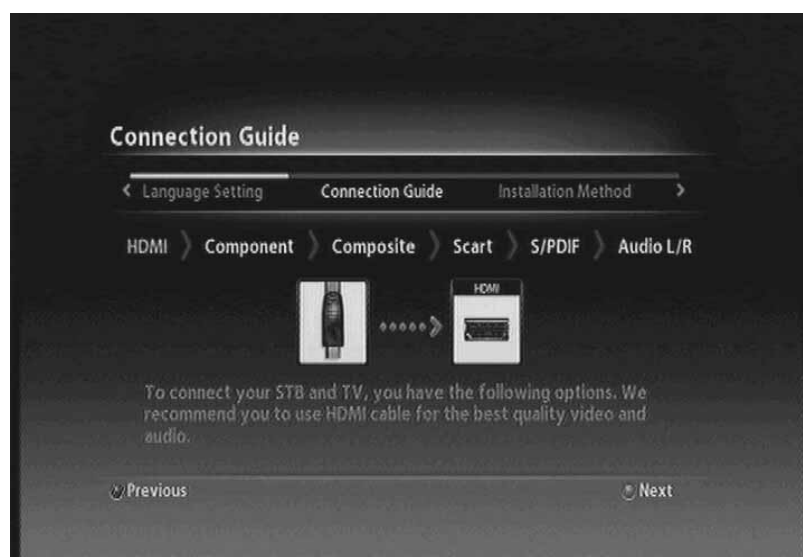 Connection Guide
Language Setting Connection Guide Installation Method
HDMI Component Composite Scart S/PDIF Audio L/R
HDMI
To connect your STB and TV, you have the following options. We
recommend you to use HDMI cable for the best quality video and
audio.
Previous Next